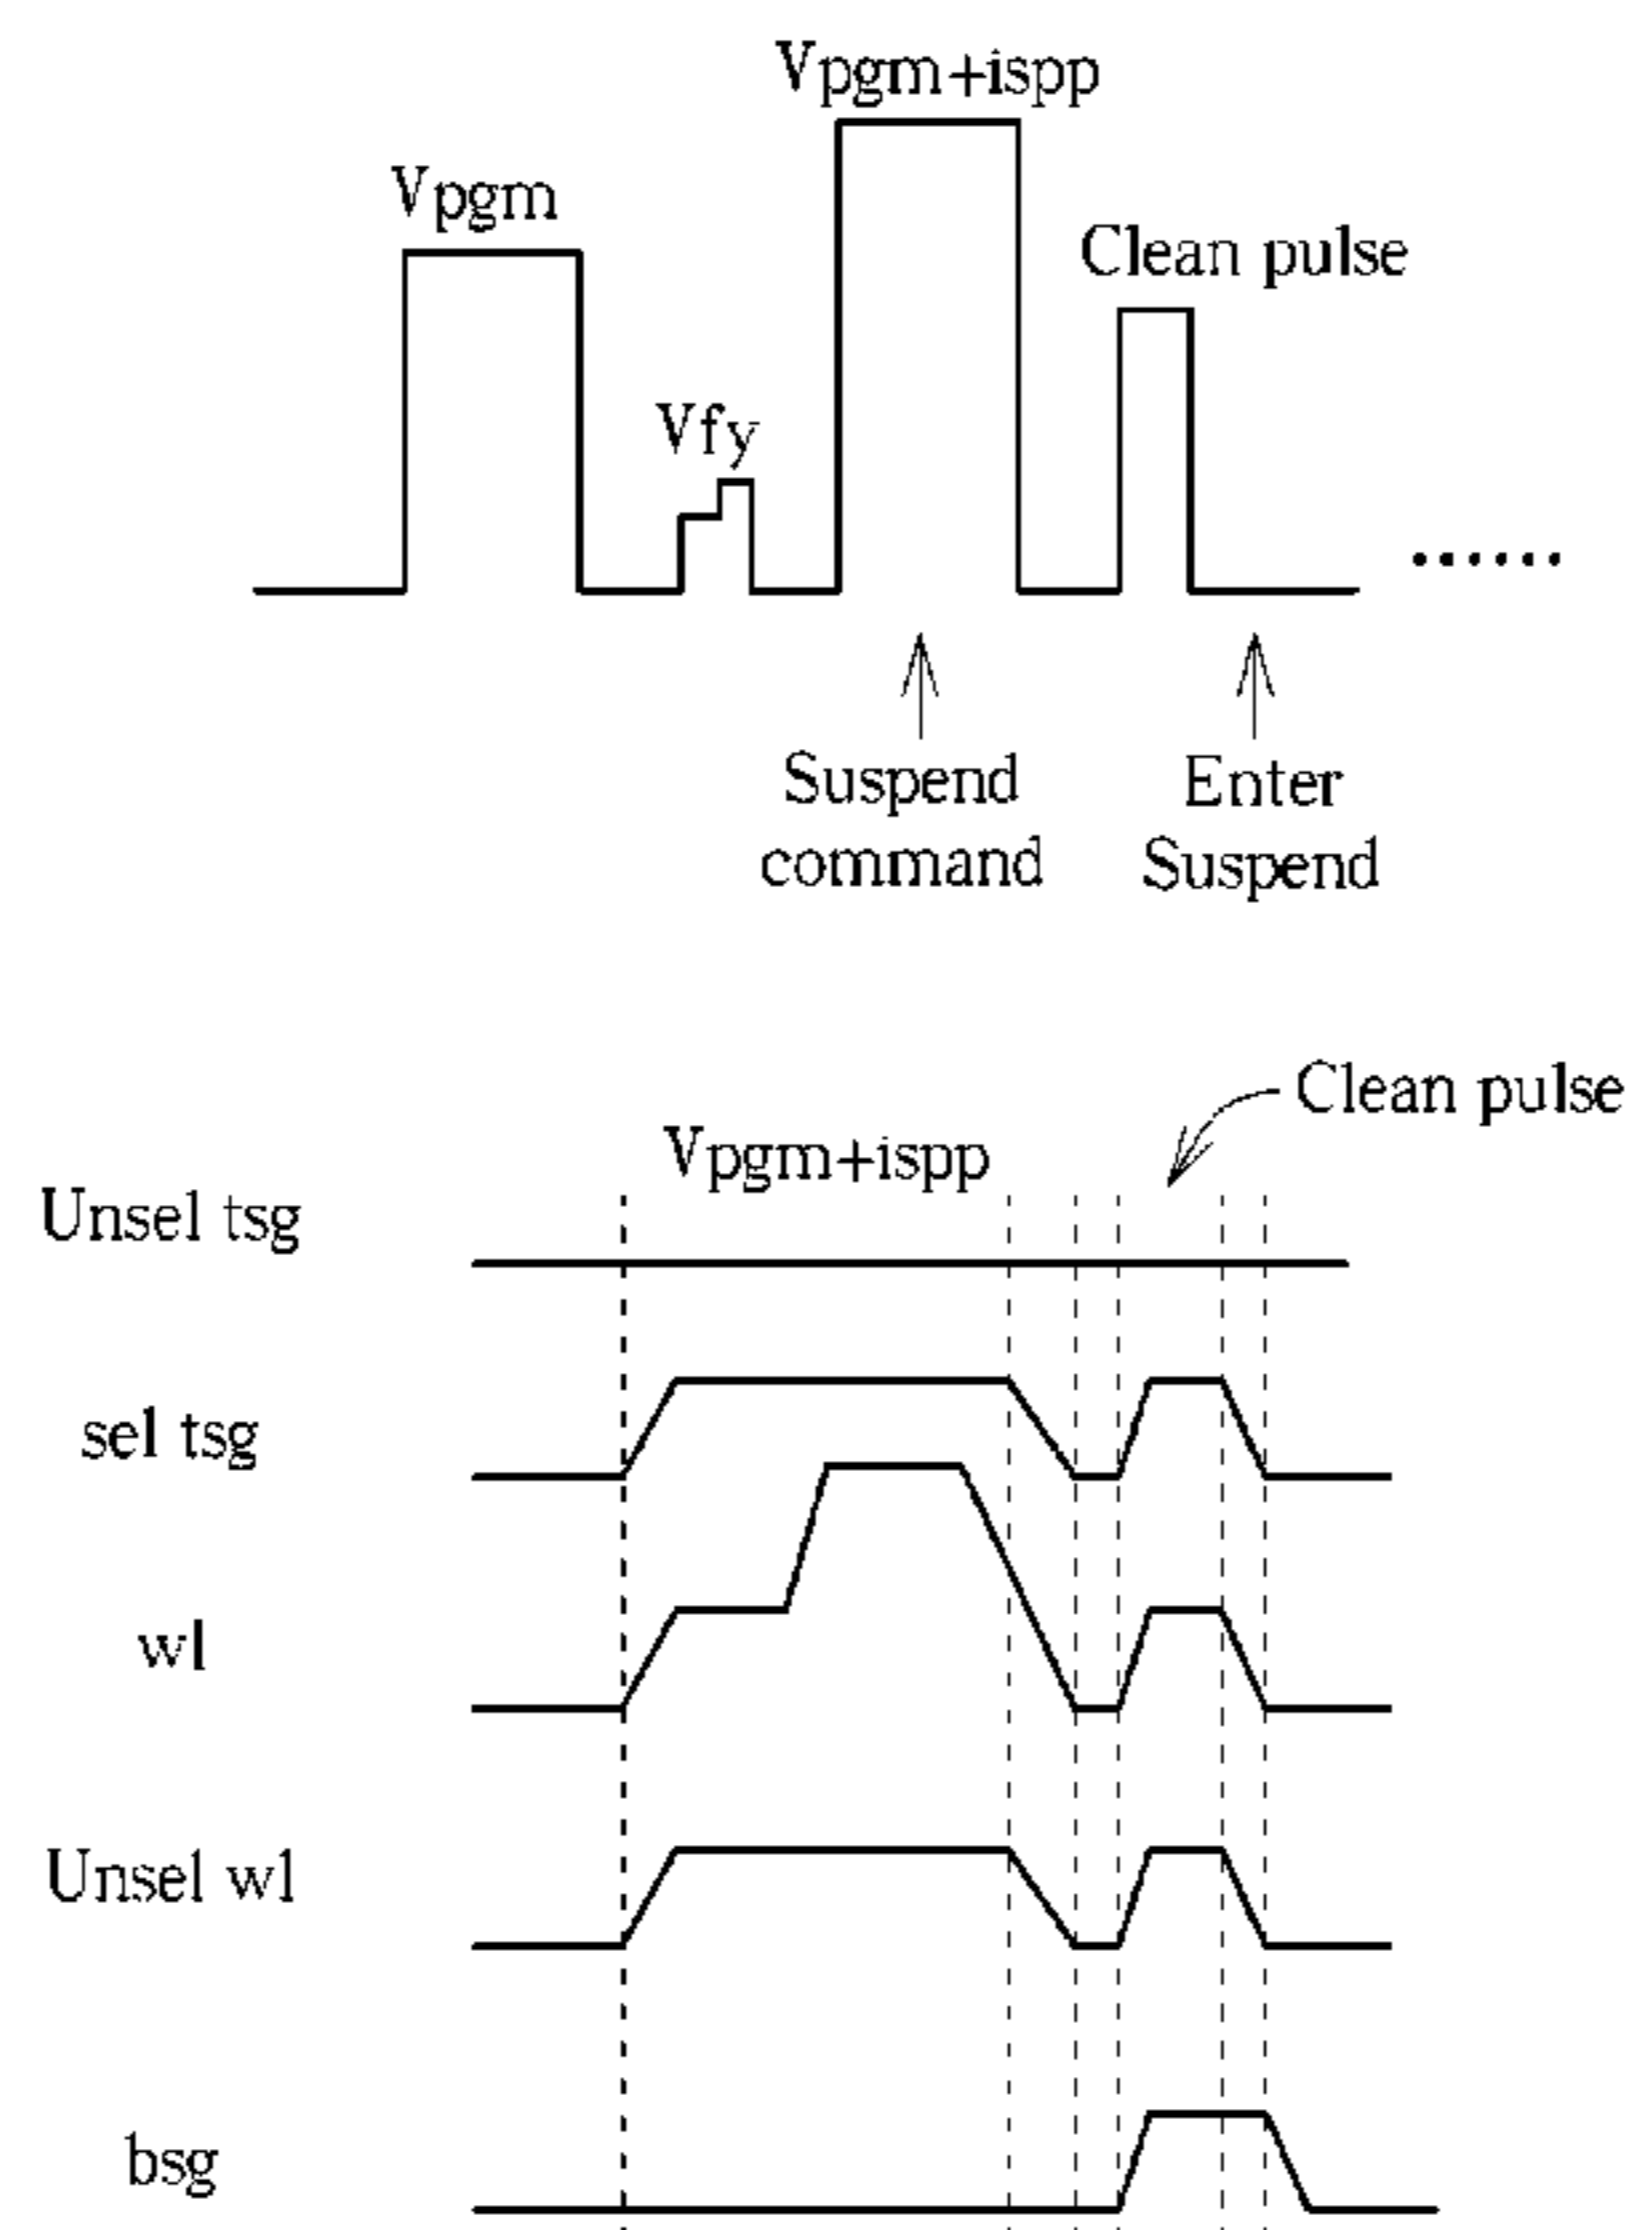 Vpgm+ispp
Vpgm
Clean pulse
Vfy
......
Suspend
command
Enter
Suspend
Clean pulse
Vpgm+ispp
Unsel tsg
sel tsg
wl
Unsel wl
bsg